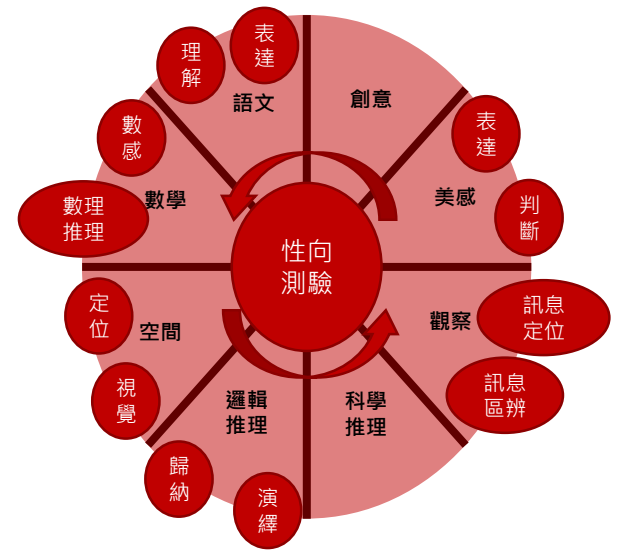 表
達
理
解
語文
創意
數
感
表
達
數理
推理
數學
美感
判
斷
性向
測驗
定
位
空間
觀察
訊息
定位
視
覺
邏輯
推理
科學
推理
訊息
區辨
歸
納
演
繹